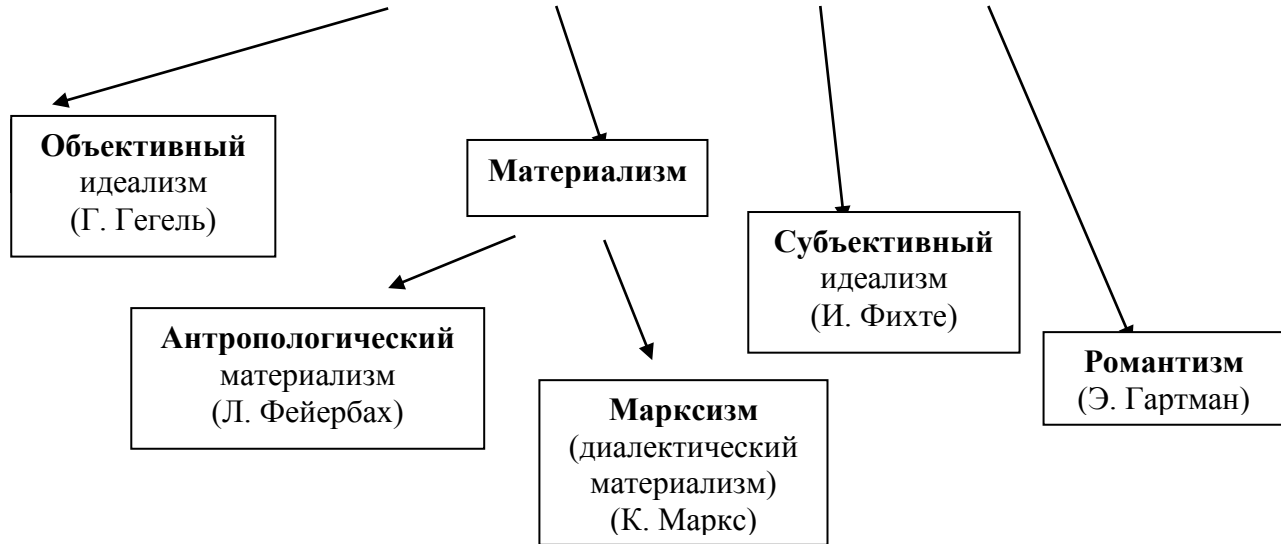 Объективный
идеализм
(Г. Гегель)
Материализм
Субъективный
идеализм
(И. Фихте)
Антропологический
материализм
(Л. Фейербах)
Романтизм
(Э. Гартман)
Марксизм
(диалектический
материализм)
(К. Маркс)